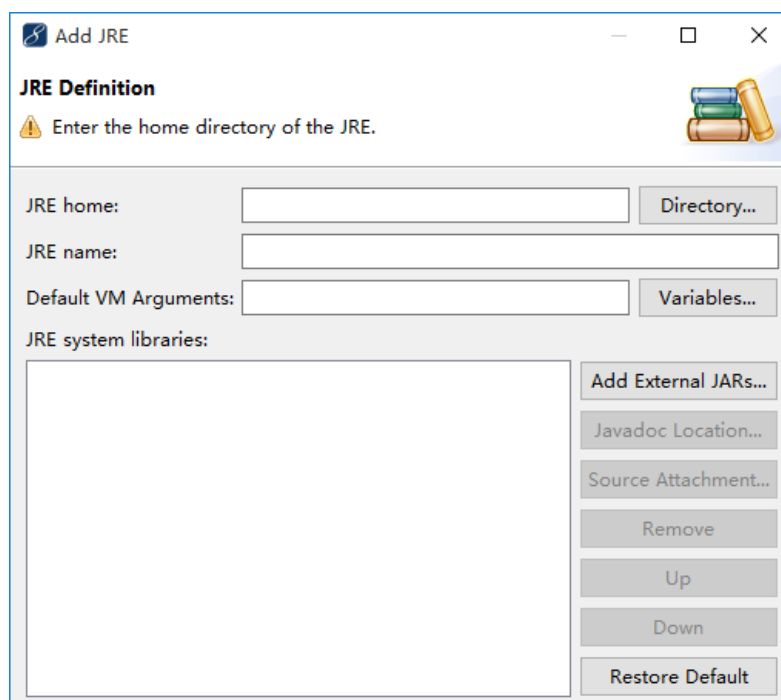 Add JRE
JRE Definition
Enter the home directory of the JRE.
JRE home:
Directory...
JRE name:
Default VM Arguments:
Variables...
JRE system libraries:
Add External JARs...
Javadoc Location...
Source Attachment...
Remove
Up
Down
Restore Default